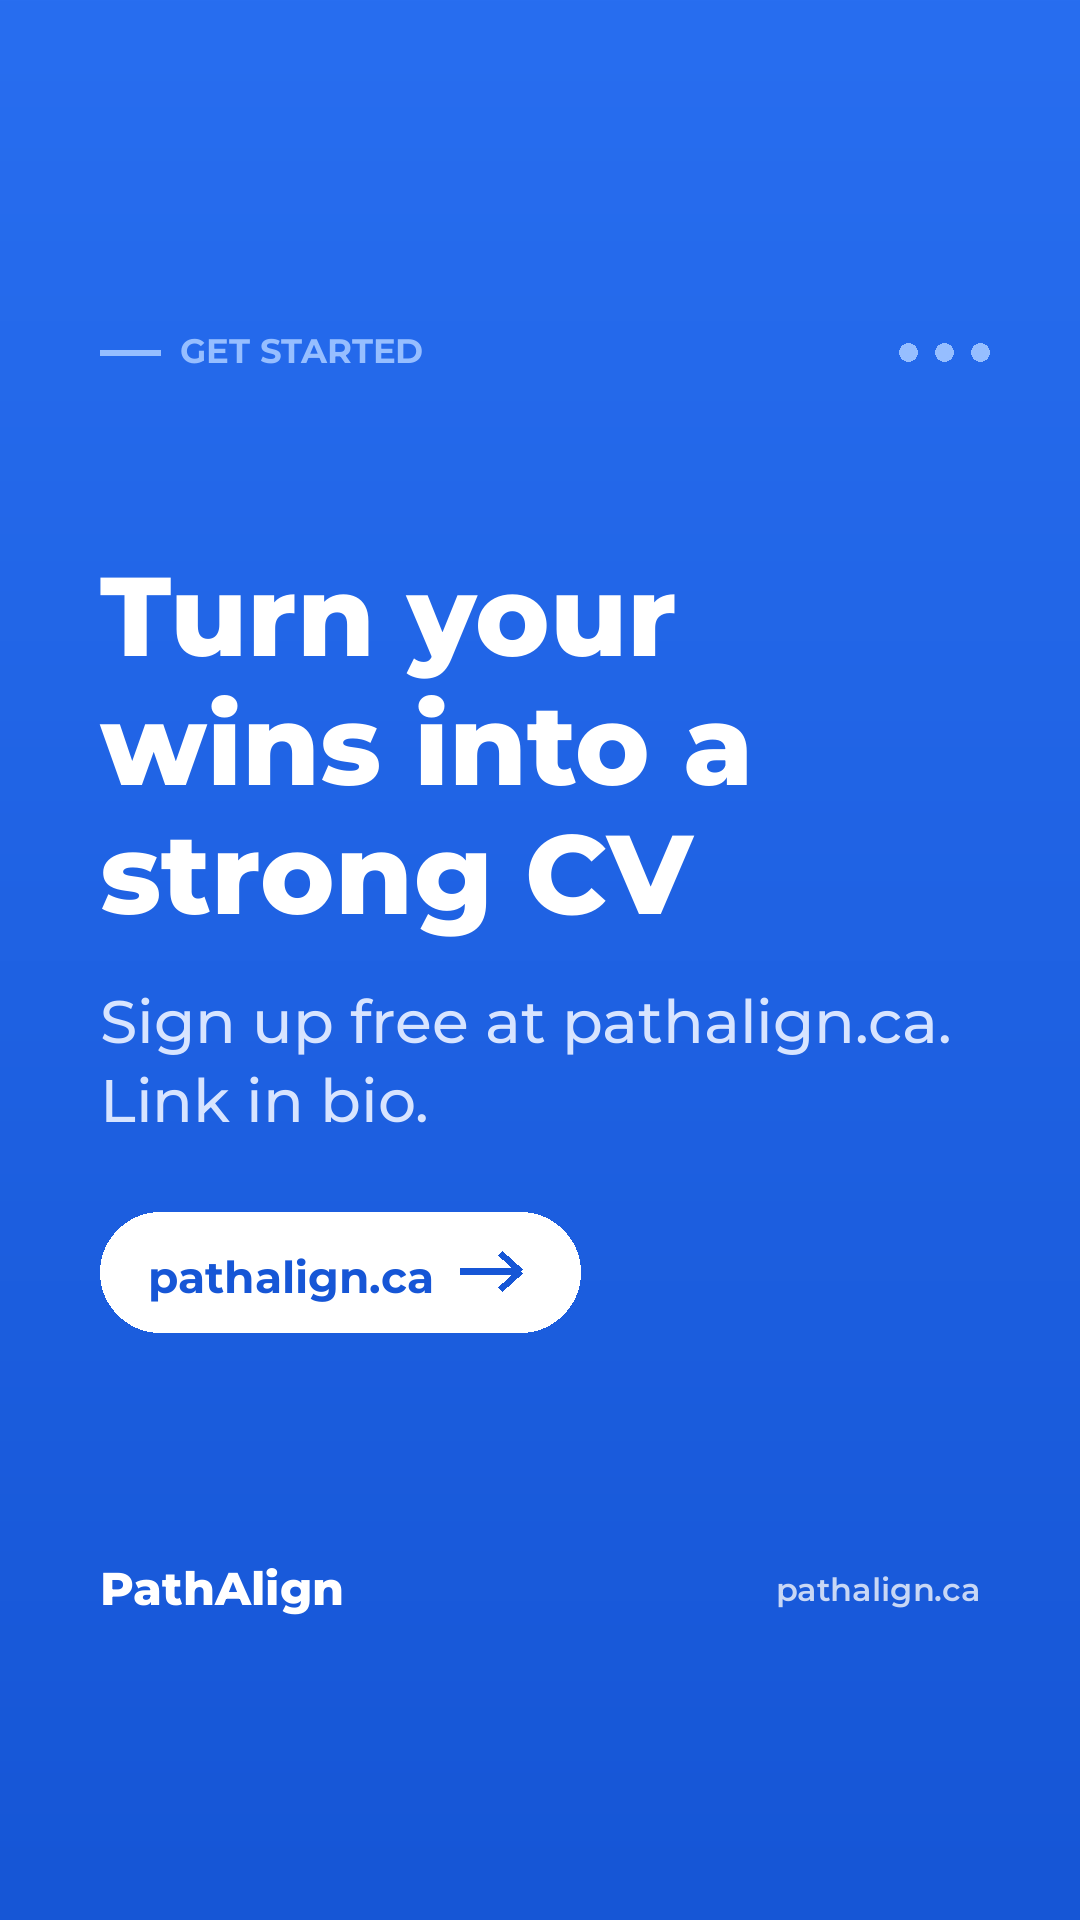 GET STARTED
Turn your
wins into a
strong CV
Sign up free at pathalign.ca.
Link in bio.
pathalign.ca
PathAlign
pathalign.ca